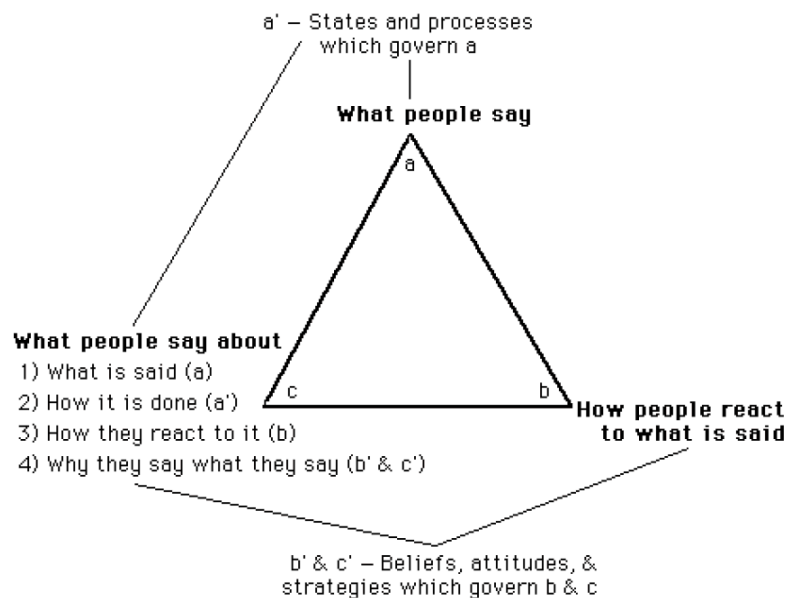 a' – States and processes
which govern a
What people say
a
What people say about
1) What is said (a)
2) How it is done (a')
3) How they react to it (b)
4) Why they say what they say (b' & c')
c
b
How people react
to what is said
b' & c' – Beliefs, attitudes, &
strategies which govern b & c